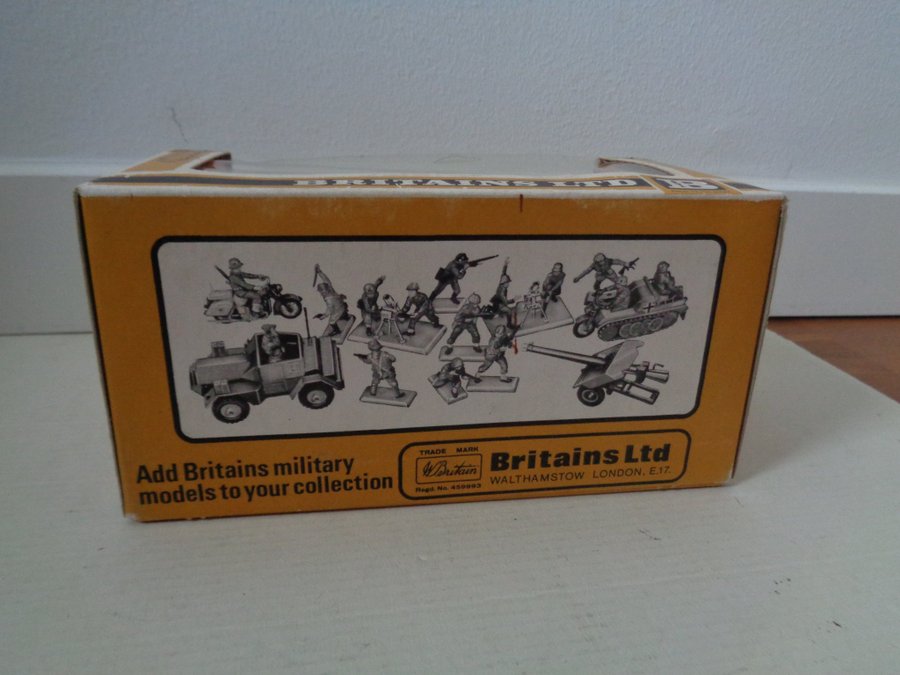 BRITAINS LTD
B
Add Britains military
models to your collection
TRADE MARK
W. Britain
Regd. No. 459993
Britains Ltd
WALTHAMSTOW LONDON, E.17.